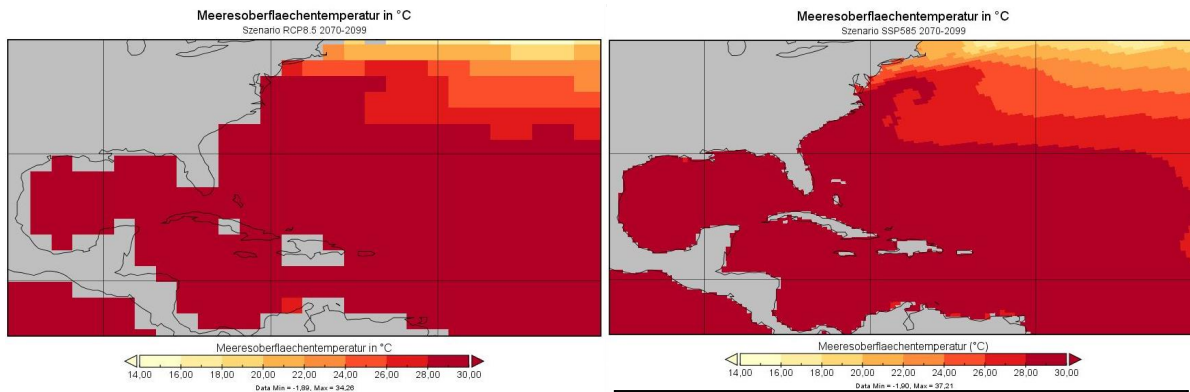 Meeresoberflaechentemperatur in °C
Szenario RCP8.5 2070-2099
Meeresoberflaechentemperatur in °C
14,00 16,00 18,00 20,00 22,00 24,00 26,00 28,00 30,00
Data Min = -1,89, Max = 34,26
Meeresoberflaechentemperatur in °C
Szenario SSP585 2070-2099
Meeresoberflaechentemperatur (°C)
14,00 16,00 18,00 20,00 22,00 24,00 26,00 28,00 30,00
Data Min = -1,90, Max = 37,21